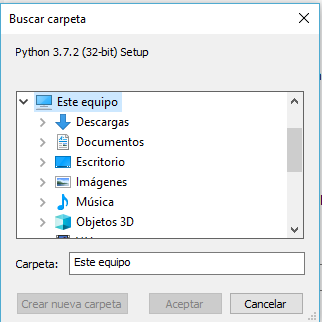 Buscar carpeta
Python 3.7.2 (32-bit) Setup
Este equipo
Descargas
Documentos
Escritorio
Imágenes
Música
Objetos 3D
Carpeta: Este equipo
Crear nueva carpeta Aceptar Cancelar